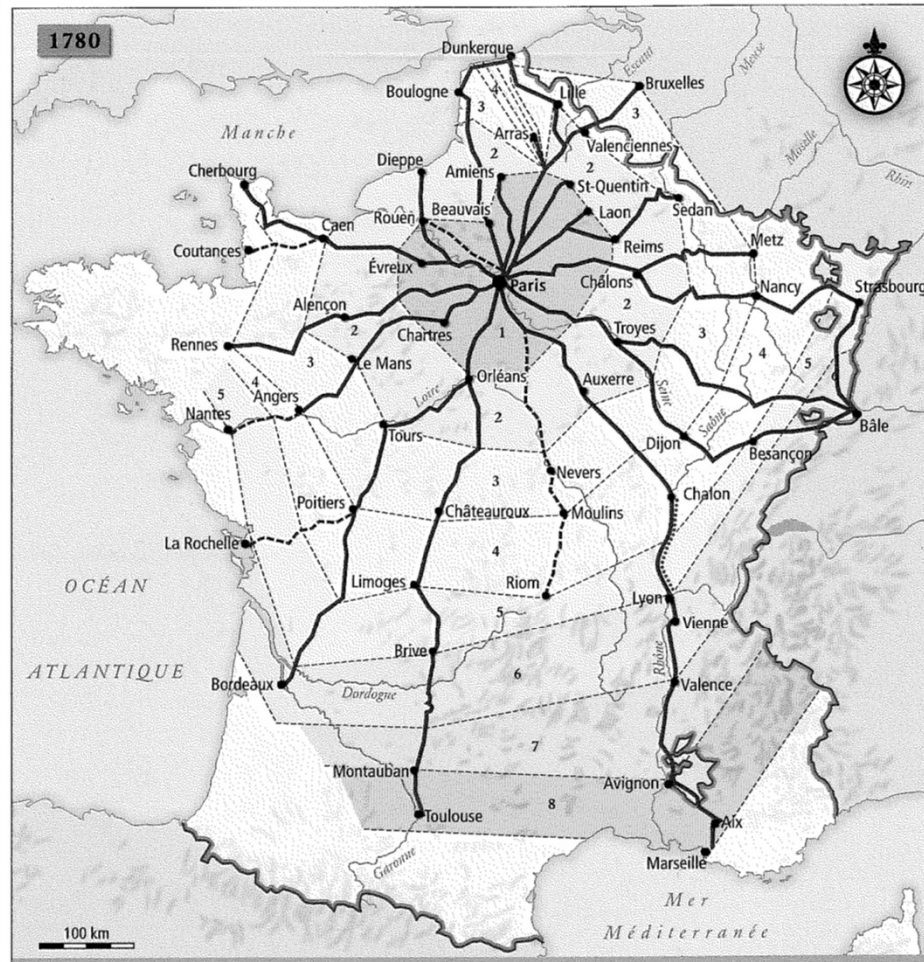 1780
Dunkerque
Escaut
Meuse
Boulogne
4
Lille
Bruxelles
3
3
Manche
Arras
Valenciennes
Moselle
Dieppe
2
Amiens
2
Rhin
Cherbourg
St-Quentin
Caen
Rouen
Beauvais
Laon
Sedan
Coutances
Reims
Metz
Évreux
Paris
Châlons
Nancy
Strasbourg
Alençon
2
Chartres
1
Troyes
2
3
4
5
Rennes
3
Le Mans
5
4
Angers
Loire
Orléans
Auxerre
Seine
Saône
Nantes
Tours
2
Dijon
Besançon
Bâle
Nevers
3
Chalon
Poitiers
Châteauroux
Moulins
La Rochelle
4
OCÉAN
Limoges
Riom
5
Lyon
Vienne
Brive
Rhône
ATLANTIQUE
6
Bordeaux
Dordogne
Valence
7
Montauban
Avignon
8
Toulouse
Aix
Garonne
Marseille
Mer
Méditerranée
100 km